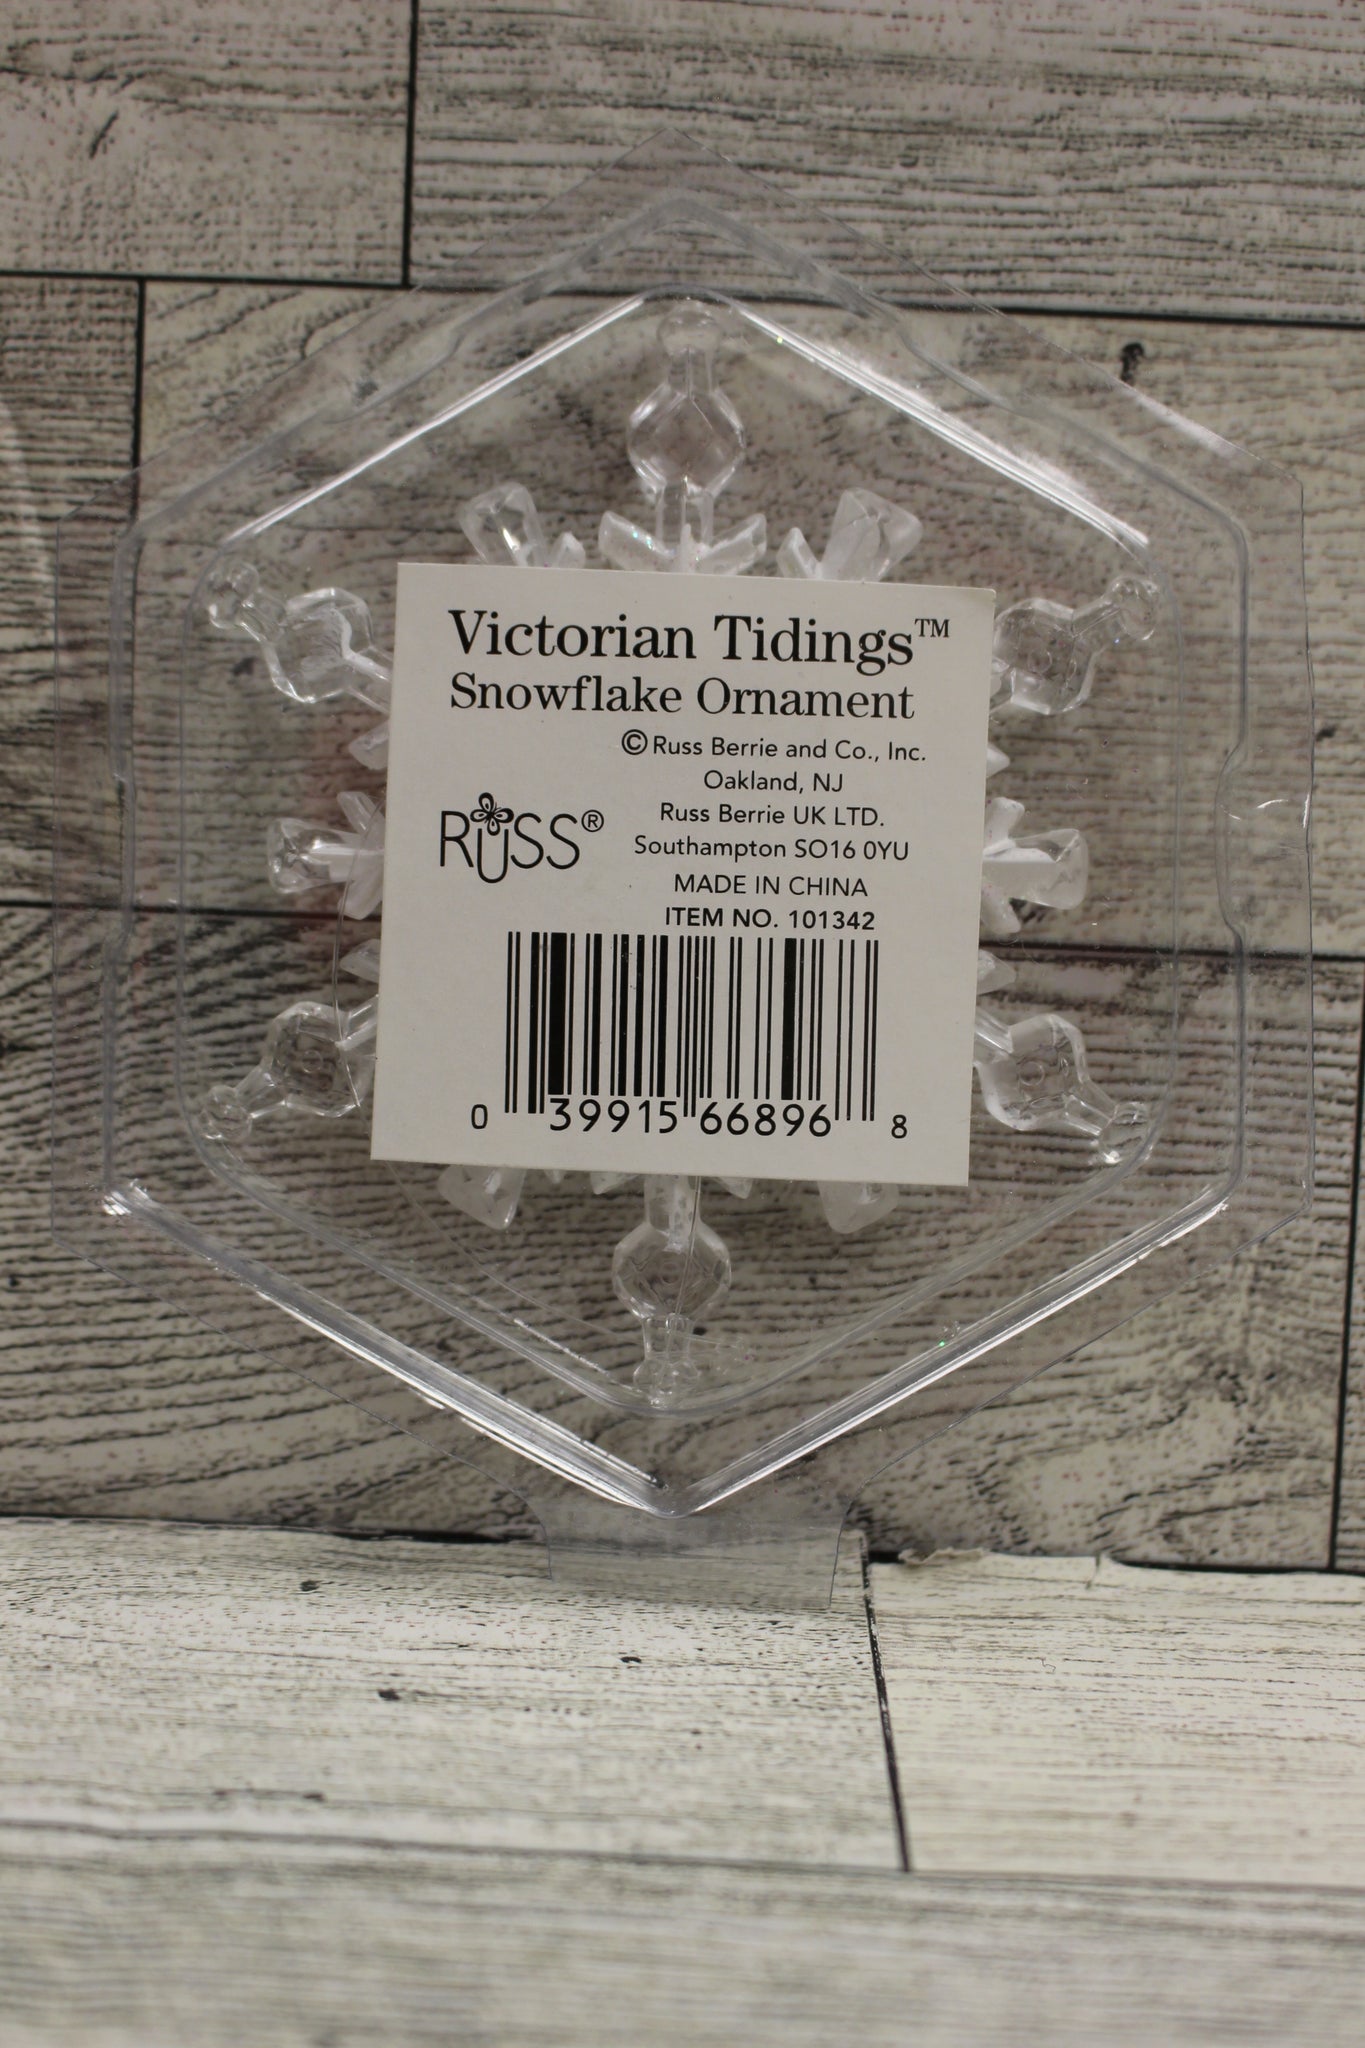 Victorian Tidings™
Snowflake Ornament
©Russ Berrie and Co., Inc.
Oakland, NJ
Russ Berrie UK LTD.
Southampton SO16 0YU
RUSS®
MADE IN CHINA
ITEM NO. 101342
0 39915 66896 8